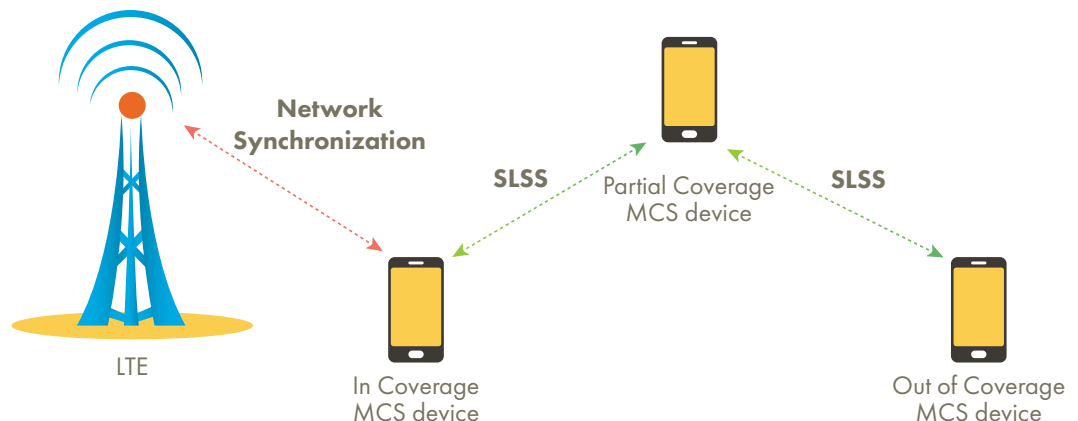 Network
Synchronization
SLSS
Partial Coverage
MCS device
SLSS
LTE
In Coverage
MCS device
Out of Coverage
MCS device